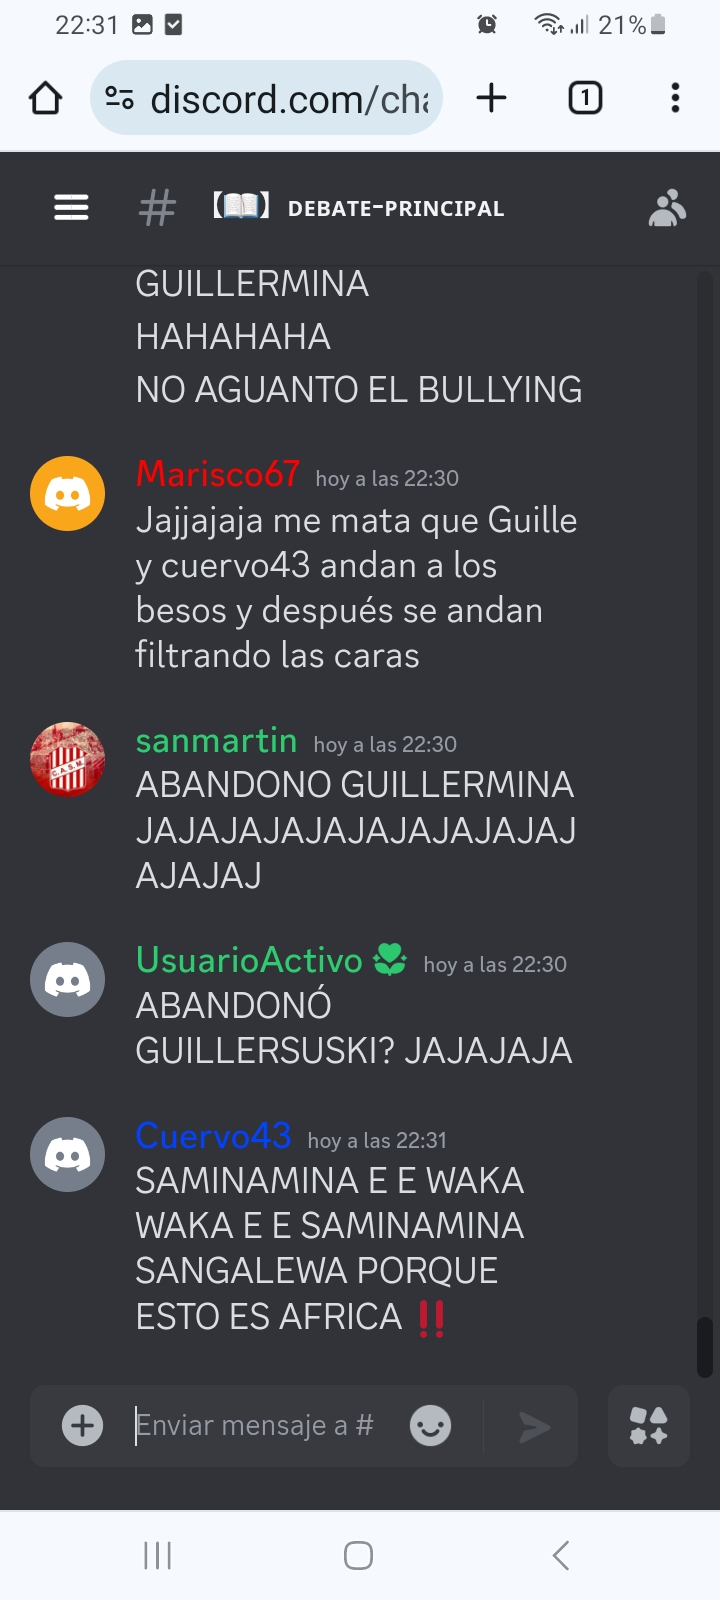 22:31
21%
discord.com/cha
1
# 【📖】 DEBATE-PRINCIPAL
GUILLERMINA
HAHAHAHA
NO AGUANTO EL BULLYING
Marisco67 hoy a las 22:30
Jajjajaja me mata que Guille
y cuervo43 andan a los
besos y después se andan
filtrando las caras
sanmartin hoy a las 22:30
ABANDONO GUILLERMINA
JAJAJAJAJAJAJAJAJAJAJ
AJAJAJ
C.A.S.M.
UsuarioActivo hoy a las 22:30
ABANDONÓ
GUILLERSUSKI? JAJAJAJA
Cuervo43 hoy a las 22:31
SAMINAMINA E E WAKA
WAKA E E SAMINAMINA
SANGALEWA PORQUE
ESTO ES AFRICA ‼️
Enviar mensaje a #